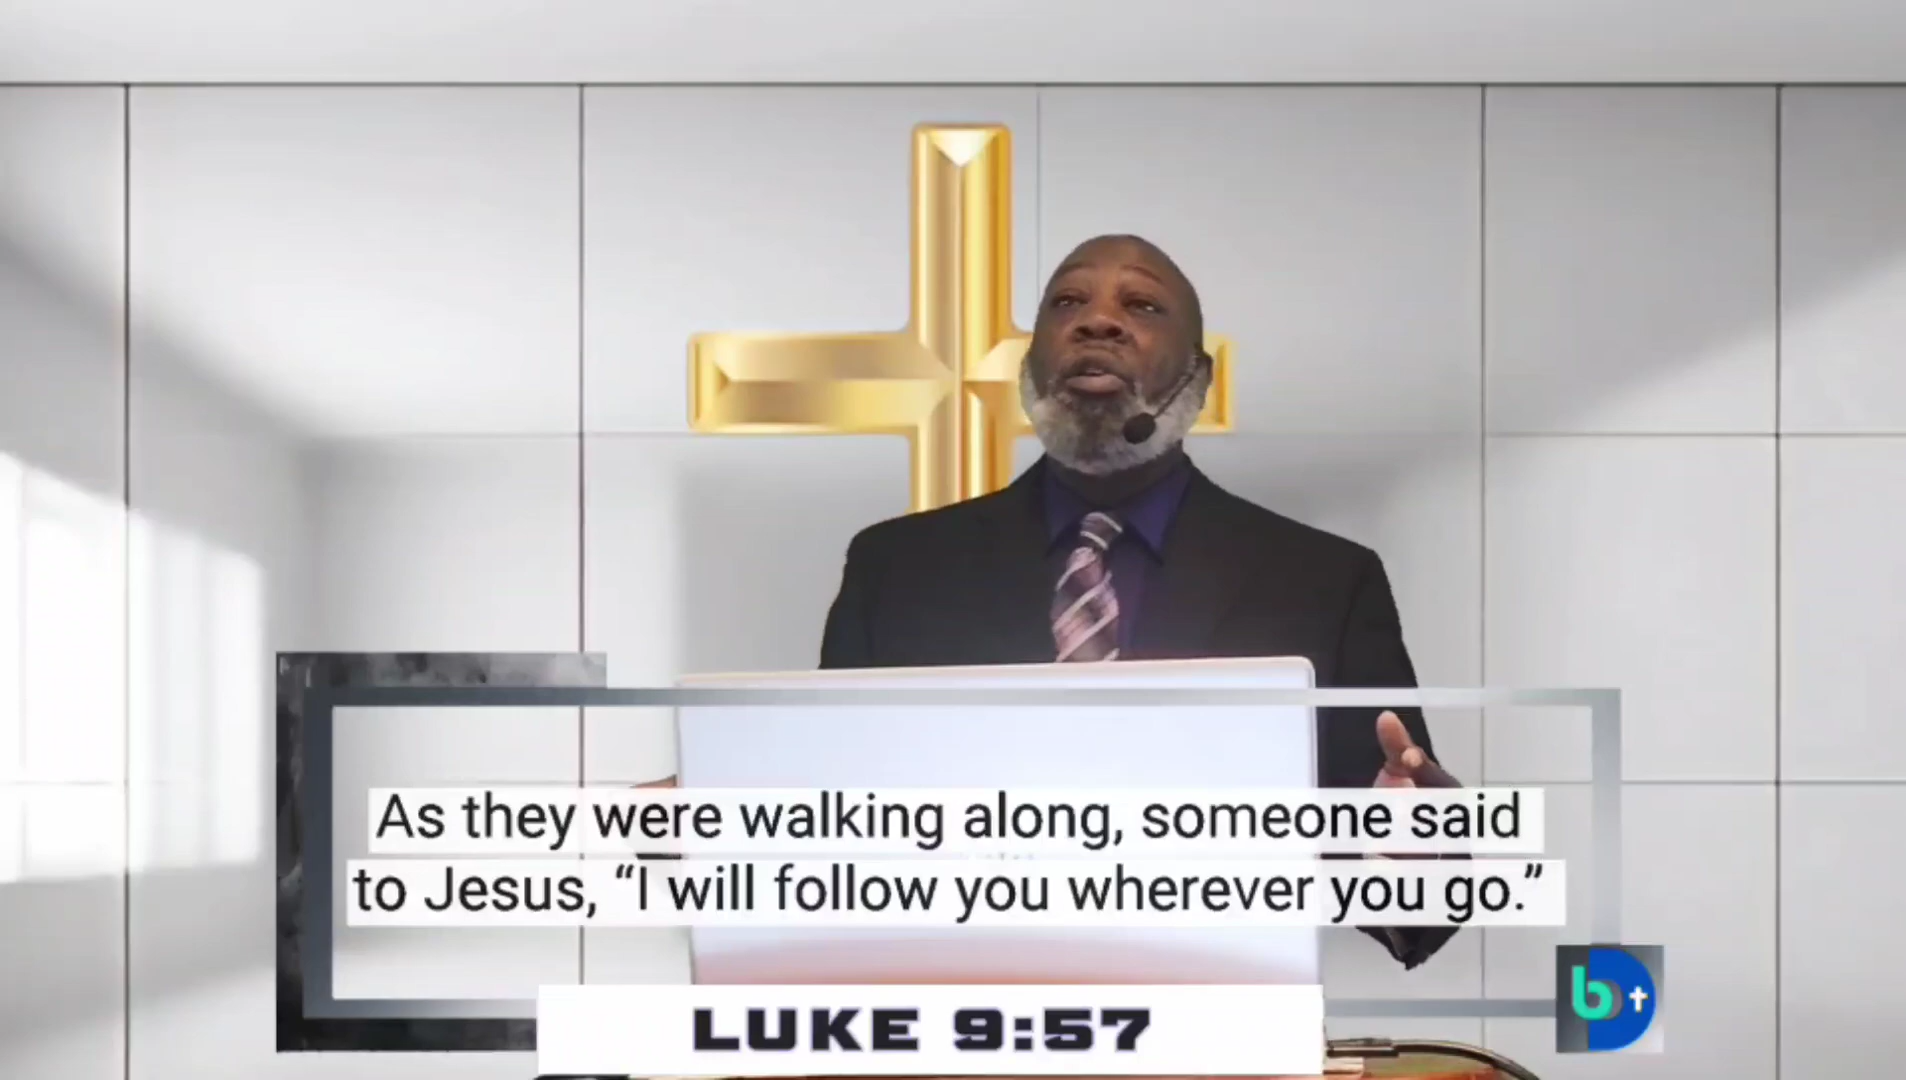 As they were walking along, someone said
to Jesus, “I will follow you wherever you go.”
LUKE 9:57
b